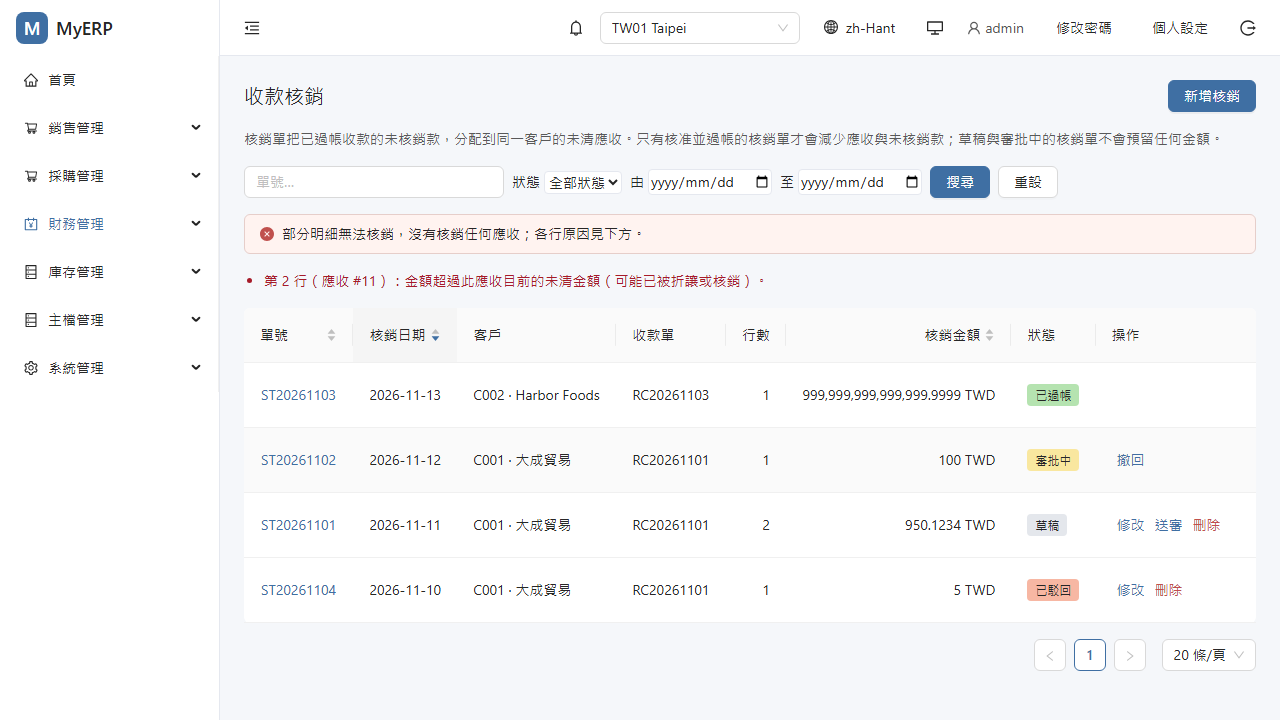 M MyERP
TW01 Taipei
zh-Hant
admin
修改密碼
個人設定
首頁
銷售管理
採購管理
財務管理
庫存管理
主檔管理
系統管理
收款核銷
新增核銷
核銷單把已過帳收款的未核銷款，分配到同一客戶的未清應收。只有核准並過帳的核銷單才會減少應收與未核銷款；草稿與審批中的核銷單不會預留任何金額。
單號... 狀態 全部狀態 由 yyyy/mm/dd 至 yyyy/mm/dd 搜尋 重設
部分明細無法核銷，沒有核銷任何應收；各行原因見下方。
• 第 2 行（應收 #11）：金額超過此應收目前的未清金額（可能已被折讓或核銷）。
單號 核銷日期 客戶 收款單 行數 核銷金額 狀態 操作
ST20261103 2026-11-13 C002 · Harbor Foods RC20261103 1 999,999,999,999,999.9999 TWD 已過帳
ST20261102 2026-11-12 C001 · 大成貿易 RC20261101 1 100 TWD 審批中 撤回
ST20261101 2026-11-11 C001 · 大成貿易 RC20261101 2 950.1234 TWD 草稿 修改 送審 刪除
ST20261104 2026-11-10 C001 · 大成貿易 RC20261101 1 5 TWD 已駁回 修改 刪除
< 1 > 20 條/頁